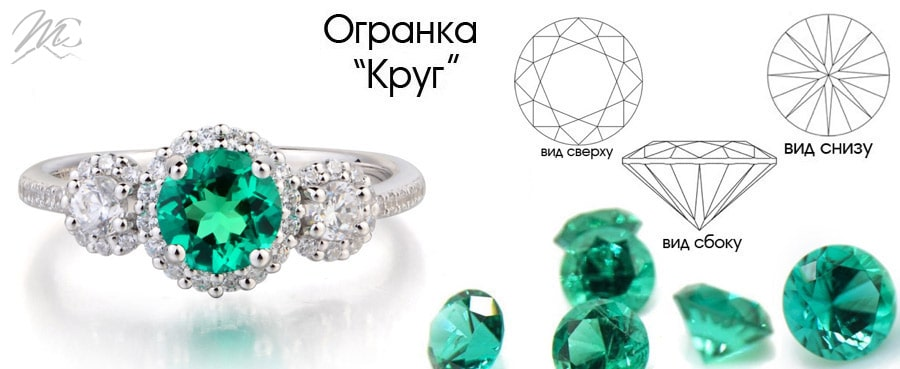 Огранка
“Круг”
вид сверху
вид снизу
вид сбоку